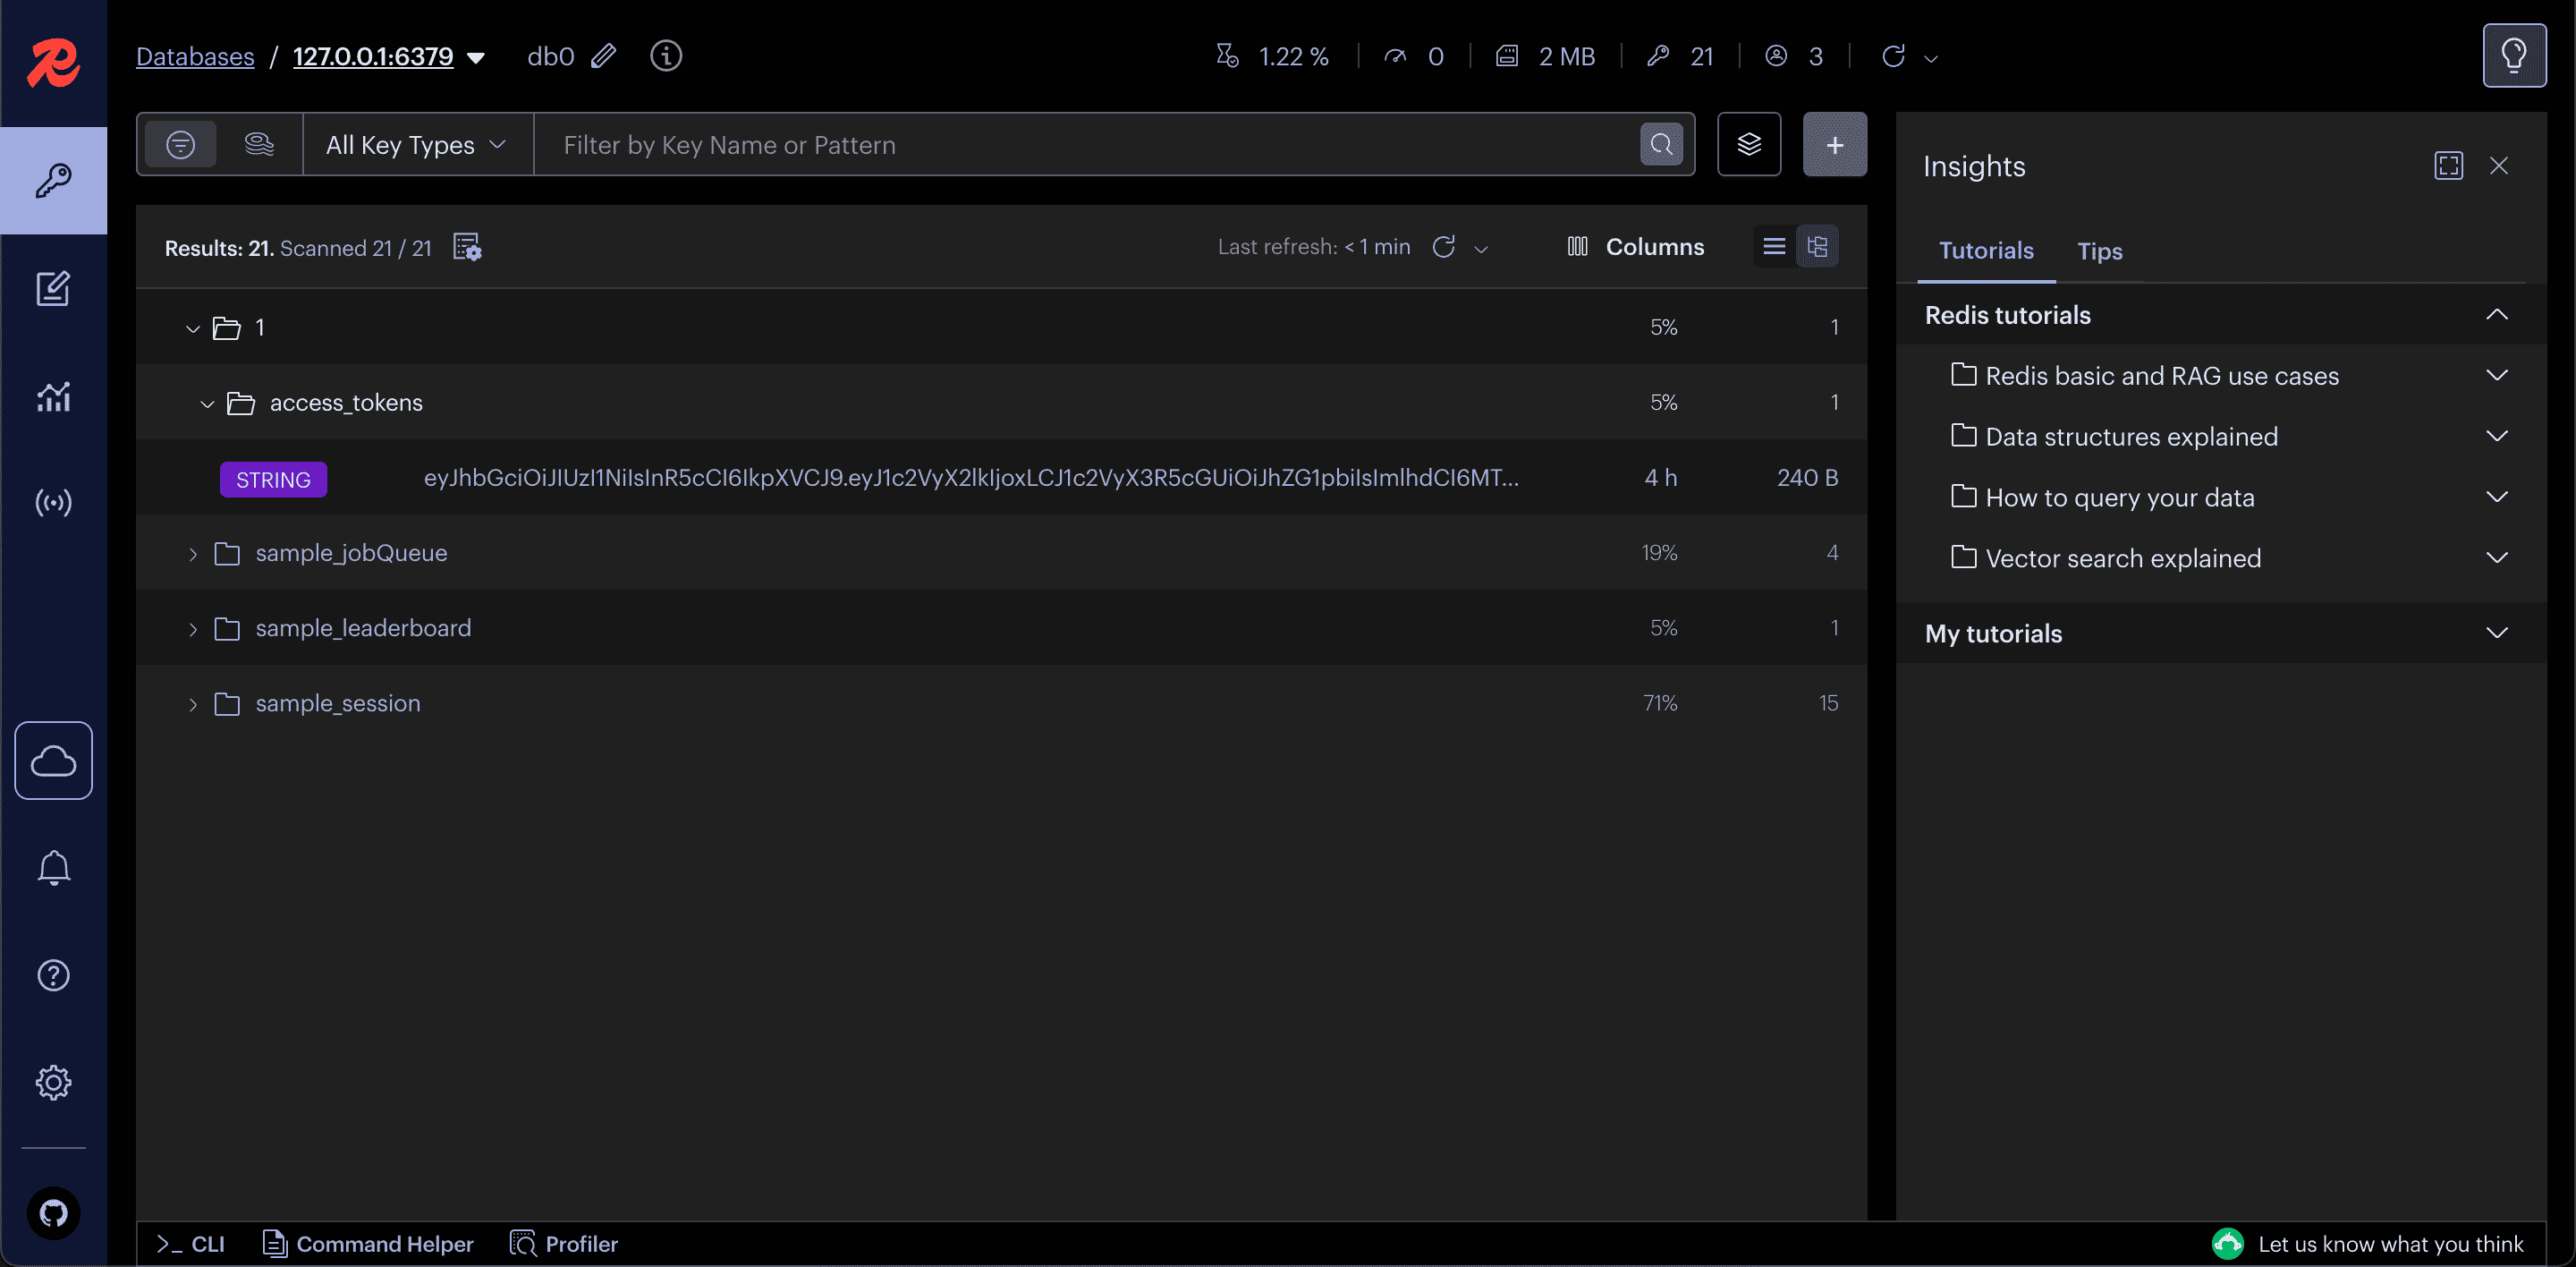 Databases / 127.0.0.1:6379 db0 1.22 % 0 2 MB 21 3
All Key Types Filter by Key Name or Pattern
Results: 21. Scanned 21 / 21 Last refresh: < 1 min Columns
1 5% 1
access_tokens 5% 1
STRING eyJhbGciOiJIUzI1NiIsInR5cCI6IkpXVCJ9.eyJ1c2VyX2lkIjoxLCJ1c2VyX3R5cGUiOiJhZG1pbiIsImlhdCI6MT... 4 h 240 B
sample_jobQueue 19% 4
sample_leaderboard 5% 1
sample_session 71% 15
Insights
Tutorials Tips
Redis tutorials
Redis basic and RAG use cases
Data structures explained
How to query your data
Vector search explained
My tutorials
>_ CLI Command Helper Profiler Let us know what you think